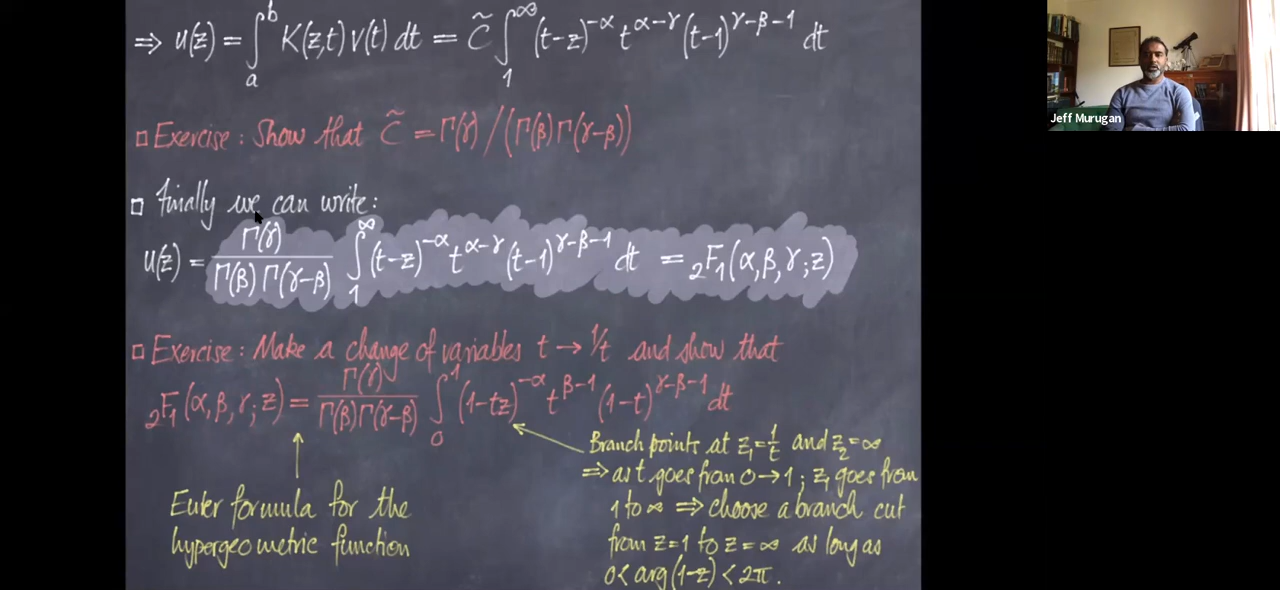 ⇒ u(z) = ∫_a^b K(z,t) v(t) dt = C̃ ∫_1^∞ (t-z)^{-α} t^{α-γ} (t-1)^{γ-β-1} dt
Jeff Murugan
□ Exercise: Show that C̃ = Γ(γ) / (Γ(β) Γ(γ-β))
□ Finally we can write:
u(z) = Γ(γ) / Γ(β) Γ(γ-β) ∫_1^∞ (t-z)^{-α} t^{α-γ} (t-1)^{γ-β-1} dt = ₂F₁(α,β,γ;z)
□ Exercise: Make a change of variables t → 1/t and show that
₂F₁(α,β,γ;z) = Γ(γ) / Γ(β)Γ(γ-β) ∫_0^1 (1-tz)^{-α} t^{β-1} (1-t)^{γ-β-1} dt
Euler formula for the
hypergeometric function
Branch points at z₁=1/t and z₂=∞
⇒ as t goes from 0→1; z₁ goes from
1 to ∞ ⇒ choose a branch cut
from z=1 to z=∞ as long as
0< arg(1-z) < 2π.